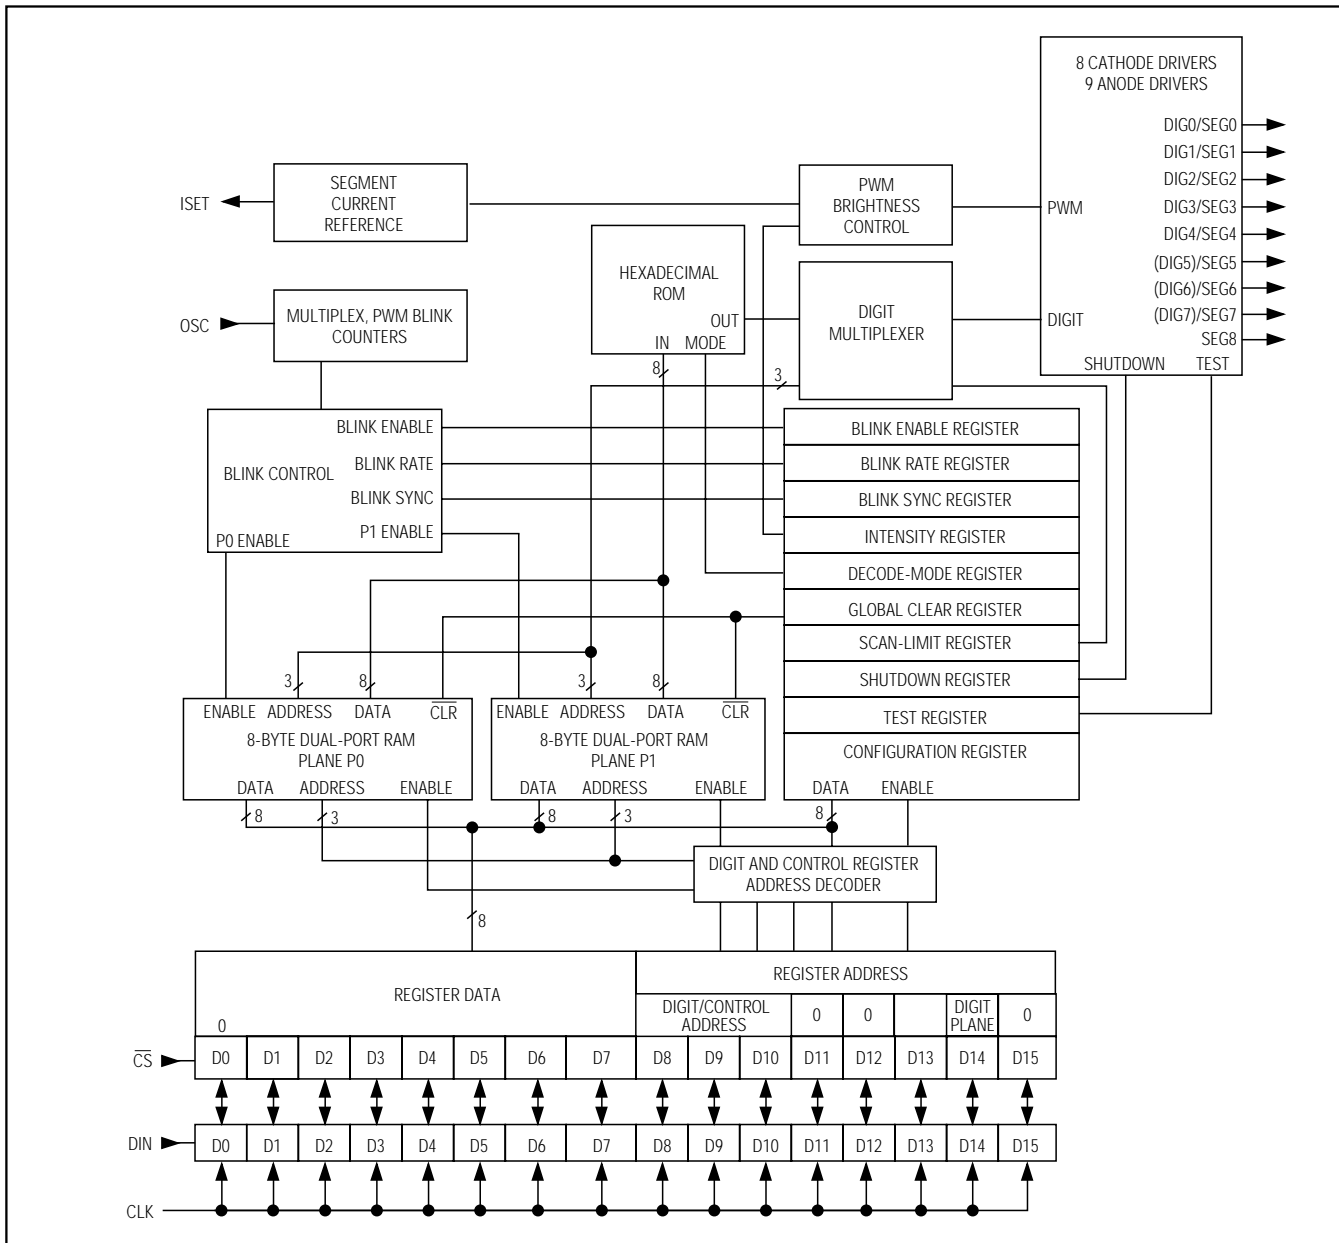 8 CATHODE DRIVERS
9 ANODE DRIVERS
DIG0/SEG0
DIG1/SEG1
DIG2/SEG2
DIG3/SEG3
DIG4/SEG4
(DIG5)/SEG5
(DIG6)/SEG6
(DIG7)/SEG7
SEG8
PWM
DIGIT
SHUTDOWN TEST
ISET
SEGMENT
CURRENT
REFERENCE
PWM
BRIGHTNESS
CONTROL
OSC
MULTIPLEX, PWM BLINK
COUNTERS
HEXADECIMAL
ROM
OUT
IN MODE
DIGIT
MULTIPLEXER
8
3
BLINK CONTROL
BLINK ENABLE
BLINK RATE
BLINK SYNC
P1 ENABLE
P0 ENABLE
BLINK ENABLE REGISTER
BLINK RATE REGISTER
BLINK SYNC REGISTER
INTENSITY REGISTER
DECODE-MODE REGISTER
GLOBAL CLEAR REGISTER
SCAN-LIMIT REGISTER
SHUTDOWN REGISTER
TEST REGISTER
CONFIGURATION REGISTER
DATA ENABLE
3 8 3 8
ENABLE ADDRESS DATA CLR
8-BYTE DUAL-PORT RAM
PLANE P0
DATA ADDRESS ENABLE
ENABLE ADDRESS DATA CLR
8-BYTE DUAL-PORT RAM
PLANE P1
DATA ADDRESS ENABLE
8 3 8 3 8
DIGIT AND CONTROL REGISTER
ADDRESS DECODER
8
REGISTER DATA
0
REGISTER ADDRESS
DIGIT/CONTROL
ADDRESS
0 0
DIGIT
PLANE
0
CS D0 D1 D2 D3 D4 D5 D6 D7 D8 D9 D10 D11 D12 D13 D14 D15
DIN D0 D1 D2 D3 D4 D5 D6 D7 D8 D9 D10 D11 D12 D13 D14 D15
CLK